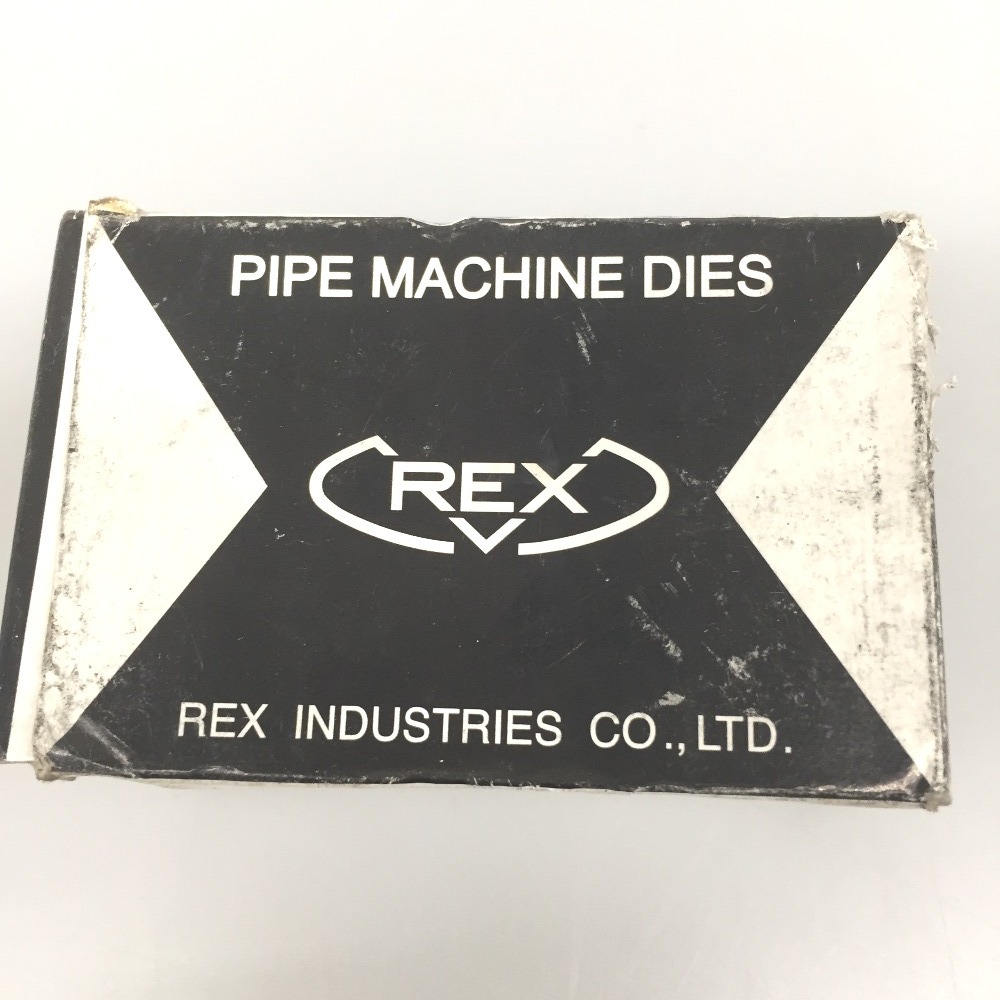 PIPE MACHINE DIES
REX
REX INDUSTRIES CO., LTD.